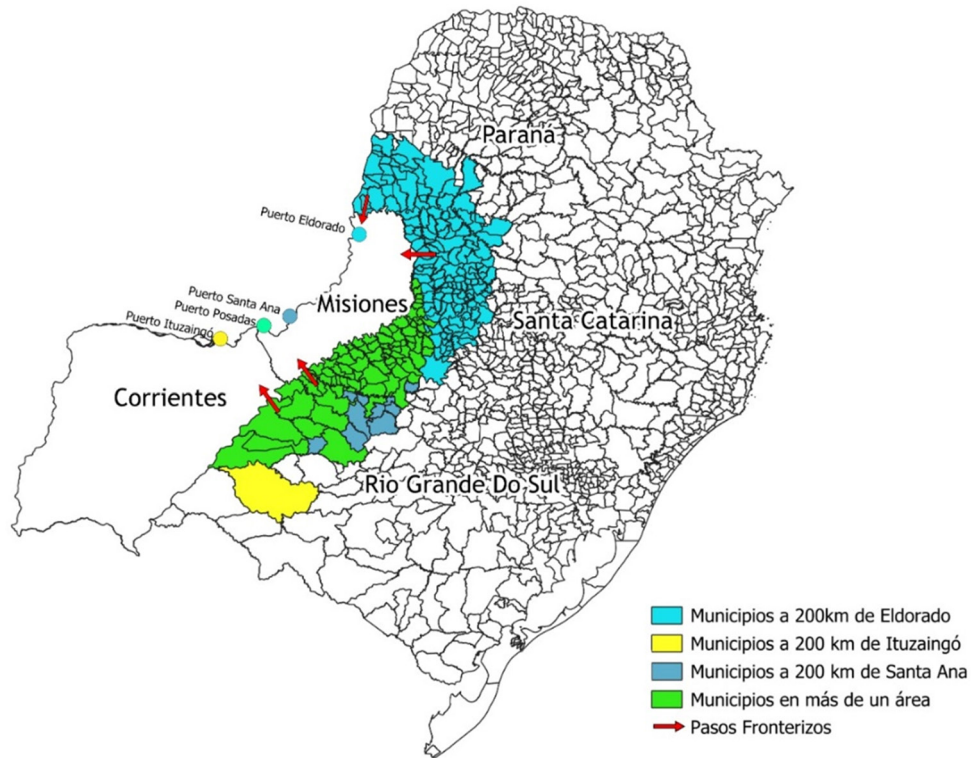 Paraná
Puerto Eldorado
Puerto Santa Ana
Misiones
Puerto Posadas
Puerto Ituzaingó
Santa Catarina
Corrientes
Rio Grande Do Sul
Municipios a 200km de Eldorado
Municipios a 200 km de Ituzaingó
Municipios a 200 km de Santa Ana
Municipios en más de un área
Pasos Fronterizos